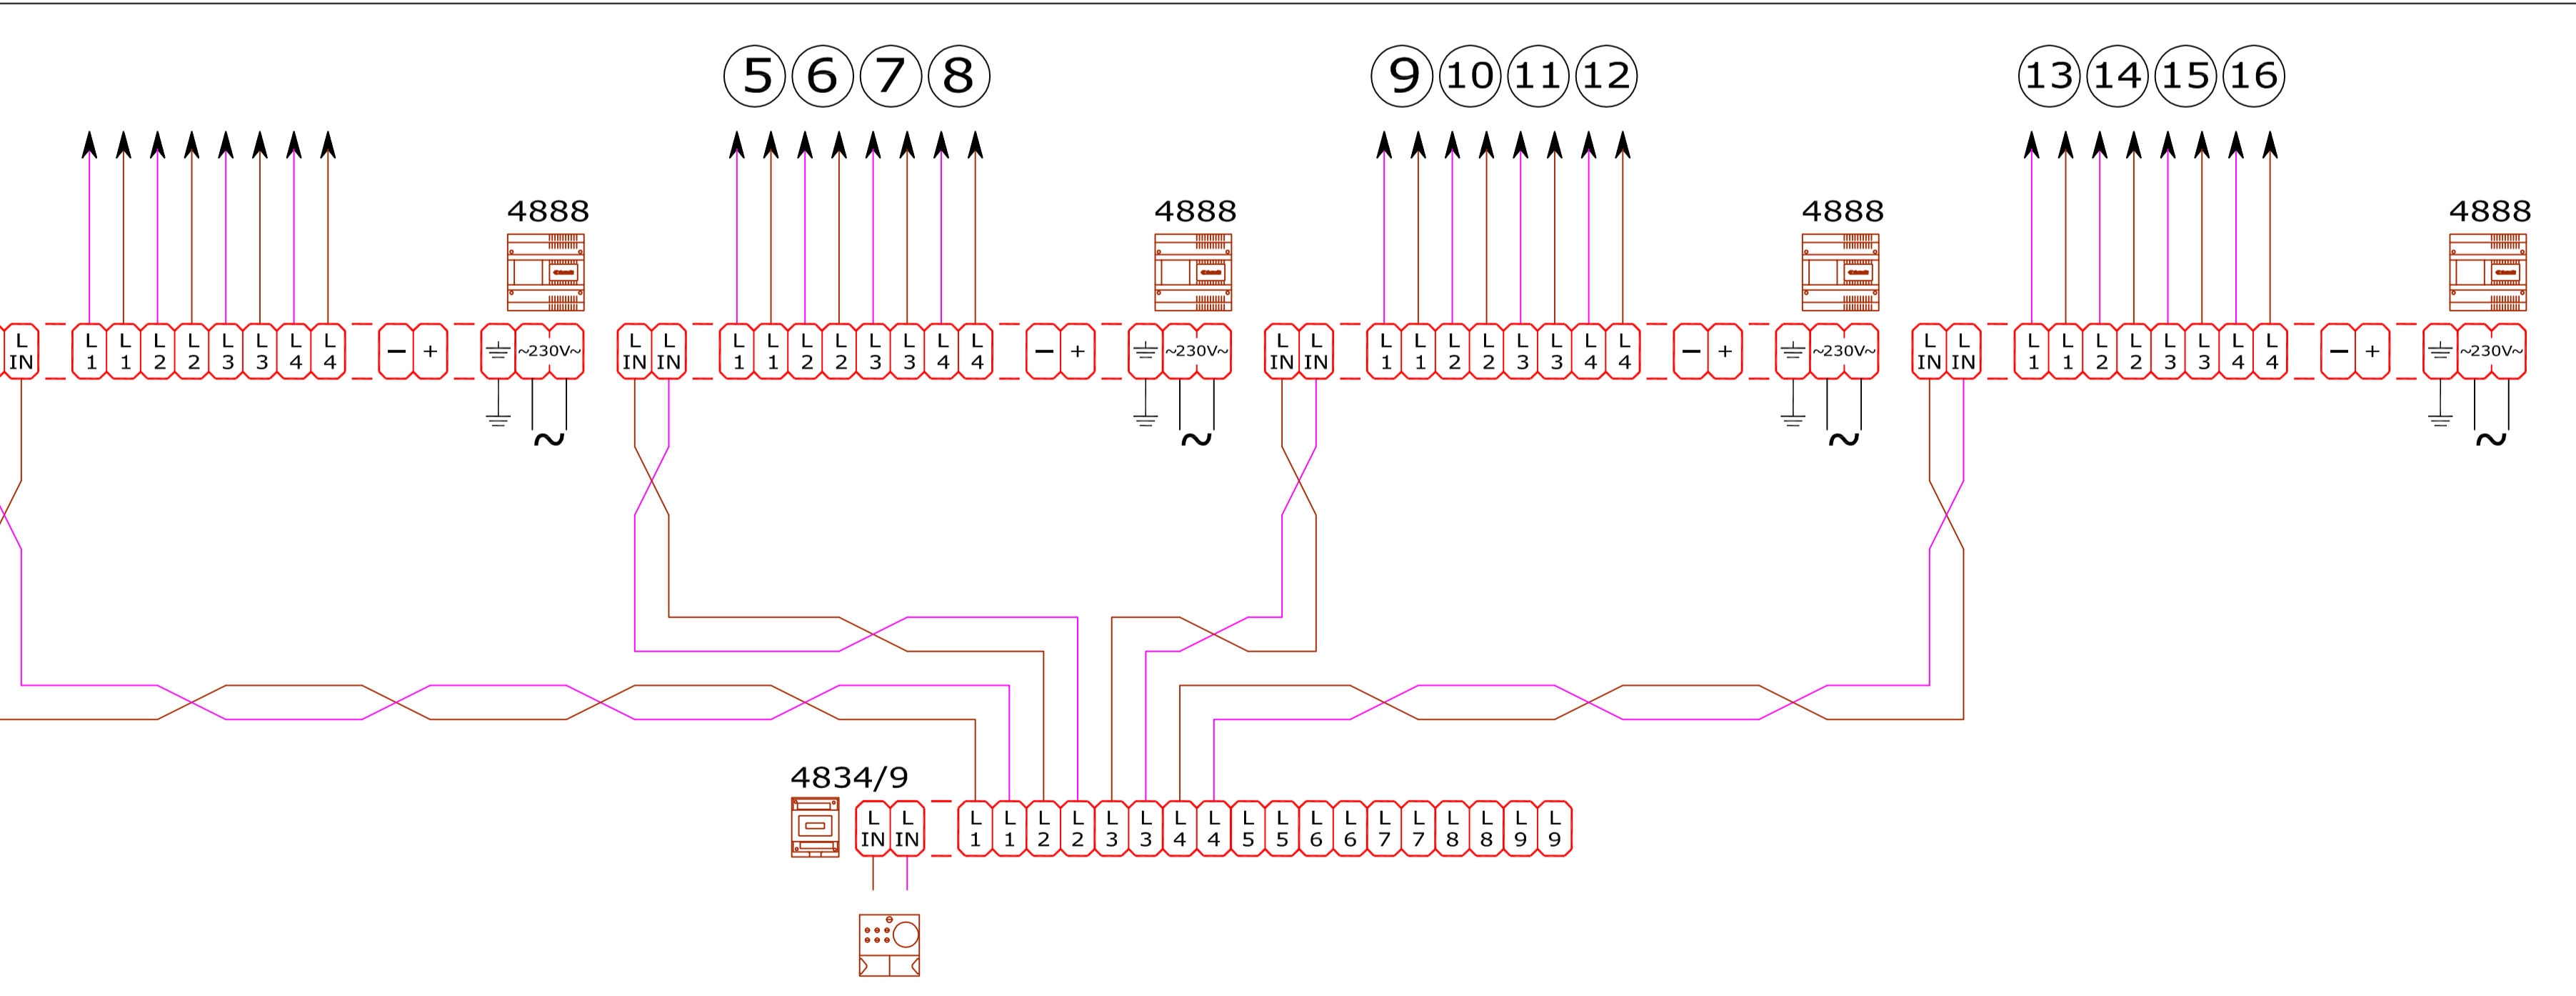 5 6 7 8 9 10 11 12 13 14 15 16
4888 4888 4888 4888
L IN L 1 L 1 L 2 L 2 L 3 L 3 L 4 L 4 − + ~230V~
L IN L IN L 1 L 1 L 2 L 2 L 3 L 3 L 4 L 4 − + ~230V~
L IN L IN L 1 L 1 L 2 L 2 L 3 L 3 L 4 L 4 − + ~230V~
L IN L IN L 1 L 1 L 2 L 2 L 3 L 3 L 4 L 4 − + ~230V~
~ ~ ~ ~
4834/9
L IN L IN L 1 L 1 L 2 L 2 L 3 L 3 L 4 L 4 L 5 L 5 L 6 L 6 L 7 L 7 L 8 L 8 L 9 L 9